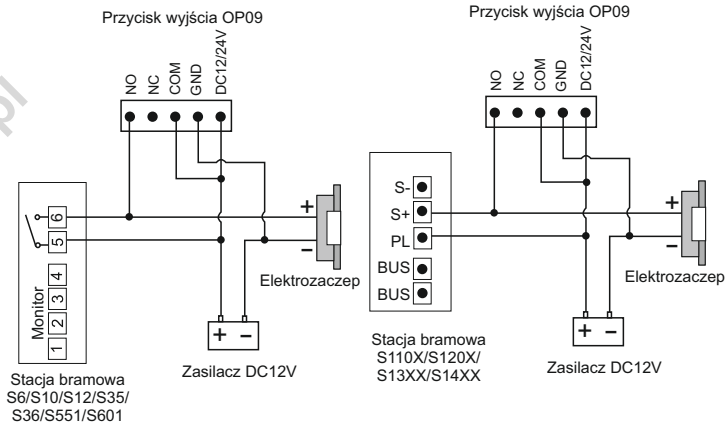 Przycisk wyjścia OP09
NO
NC
COM
GND
DC12/24V
6
5
4
3
2
1
Monitor
+
–
Elektrozaczep
+ –
Zasilacz DC12V
Stacja bramowa
S6/S10/S12/S35/
S36/S551/S601
Przycisk wyjścia OP09
NO
NC
COM
GND
DC12/24V
S-
S+
PL
BUS
BUS
+
–
Elektrozaczep
+ –
Zasilacz DC12V
Stacja bramowa
S110X/S120X/
S13XX/S14XX
.pl